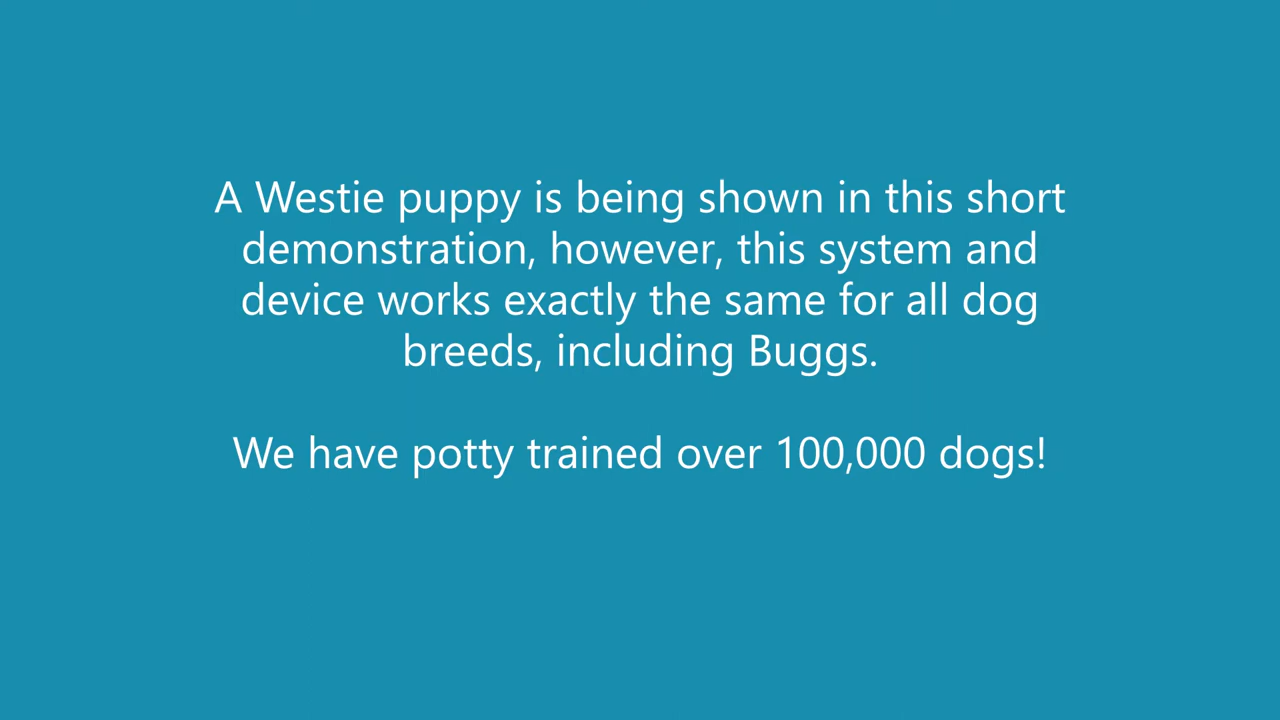 A Westie puppy is being shown in this short
demonstration, however, this system and
device works exactly the same for all dog
breeds, including Buggs.
We have potty trained over 100,000 dogs!